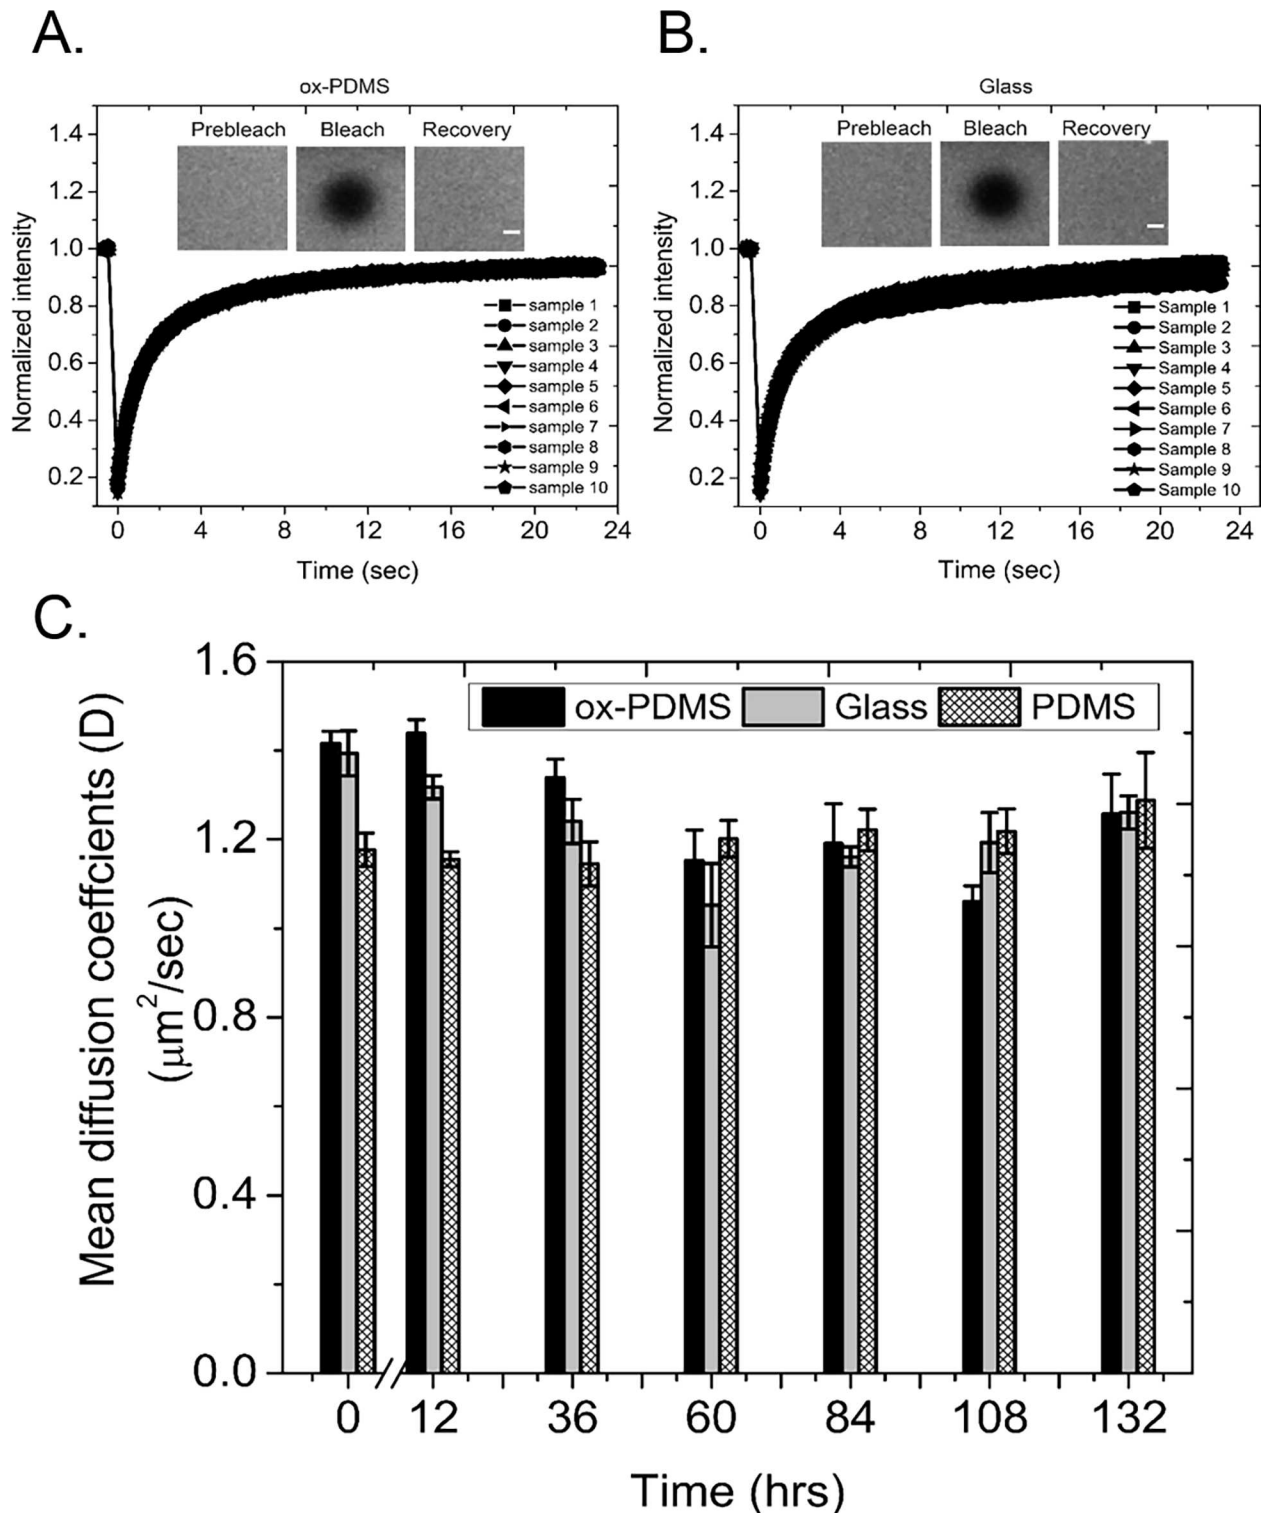 A.
ox-PDMS
Prebleach Bleach Recovery
1.4
1.2
1.0
0.8
0.6
0.4
0.2
Normalized intensity
sample 1
sample 2
sample 3
sample 4
sample 5
sample 6
sample 7
sample 8
sample 9
sample 10
0 4 8 12 16 20 24
Time (sec)
B.
Glass
Prebleach Bleach Recovery
1.4
1.2
1.0
0.8
0.6
0.4
0.2
Normalized intensity
Sample 1
Sample 2
Sample 3
Sample 4
Sample 5
Sample 6
Sample 7
Sample 8
Sample 9
Sample 10
0 4 8 12 16 20 24
Time (sec)
C.
1.6
1.2
0.8
0.4
0.0
Mean diffusion coeffcients (D)
(μm²/sec)
ox-PDMS Glass PDMS
0 12 36 60 84 108 132
Time (hrs)